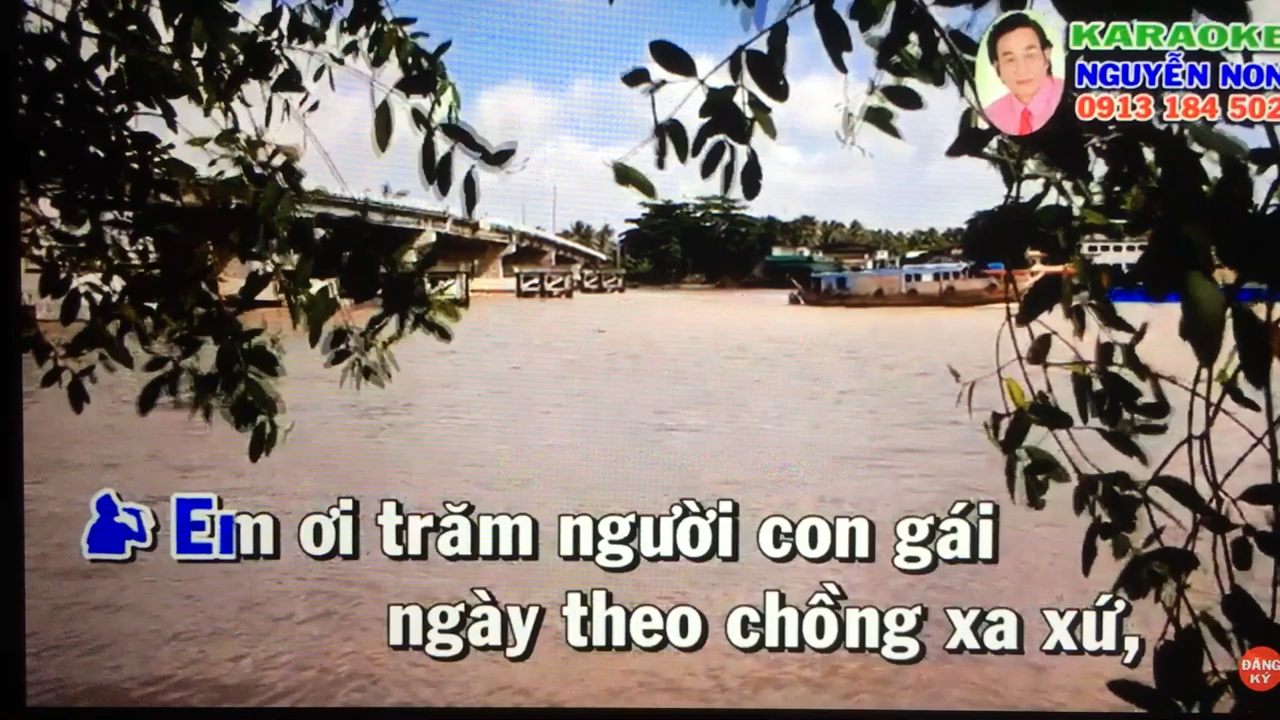 KARAOKE
NGUYỄN NON
0913 184 502
Em ơi trăm người con gái
ngày theo chồng xa xứ,
ĐĂNG
KÝ